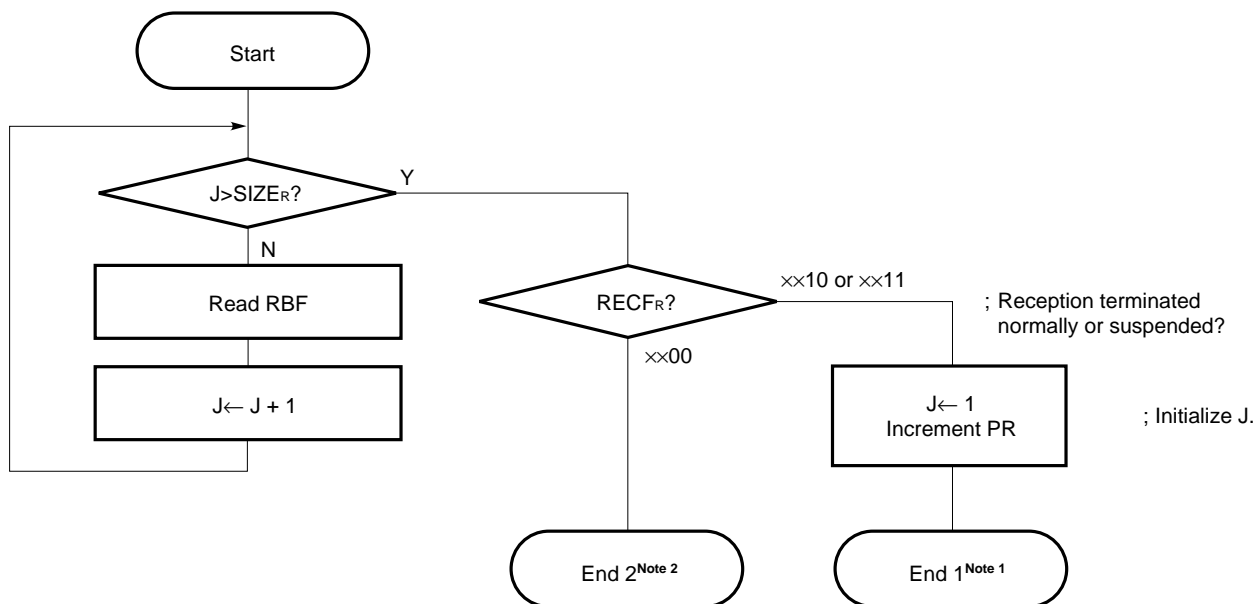 Start
J>SIZER?
Y
N
Read RBF
J← J + 1
RECFR?
××10 or ××11
; Reception terminated
normally or suspended?
××00
J← 1
Increment PR
; Initialize J.
End 2Note 2
End 1Note 1